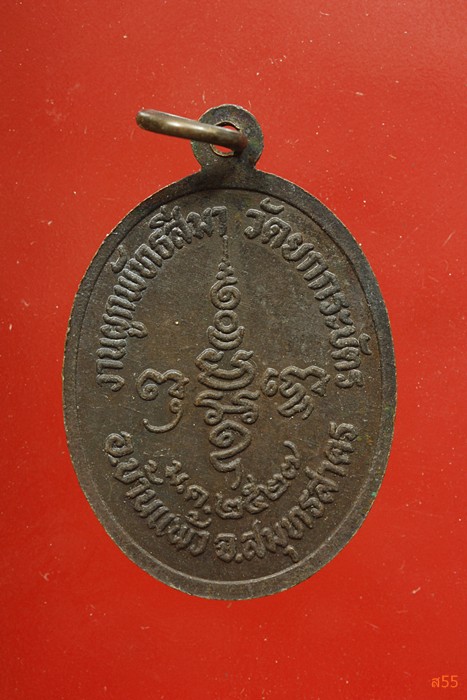 งานผูกพัทธสีมา วัดยกกระบัตร
ม.ค. ๒๕๒๗
อ.บ้านแพ้ว จ.สมุทรสาคร
ส55